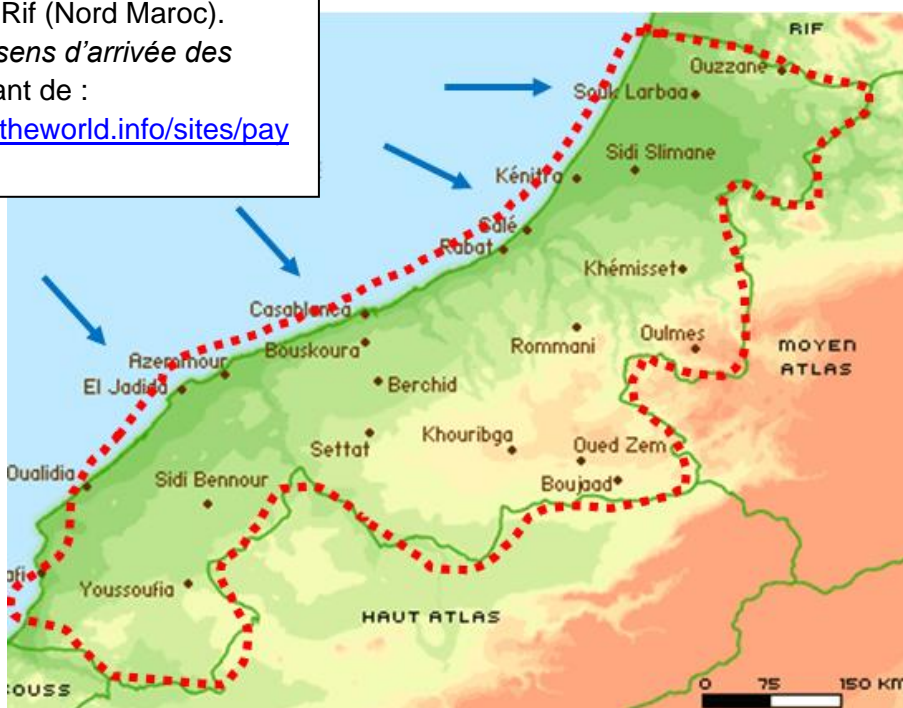 Rif (Nord Maroc).
sens d’arrivée des
ant de :
theworld.info/sites/pay
RIF
Ouzzane
Souk Larbaa
Sidi Slimane
Kénitra
Salé
Rabat
Khémisset
Casablanca
Bouskoura
Rommani
Oulmes
MOYEN
ATLAS
Azemmour
El Jadida
Berchid
Settat
Khouribga
Oued Zem
Boujaad
Oualidia
Sidi Bennour
afi
Youssoufia
HAUT ATLAS
OUSS
0 75 150 KM